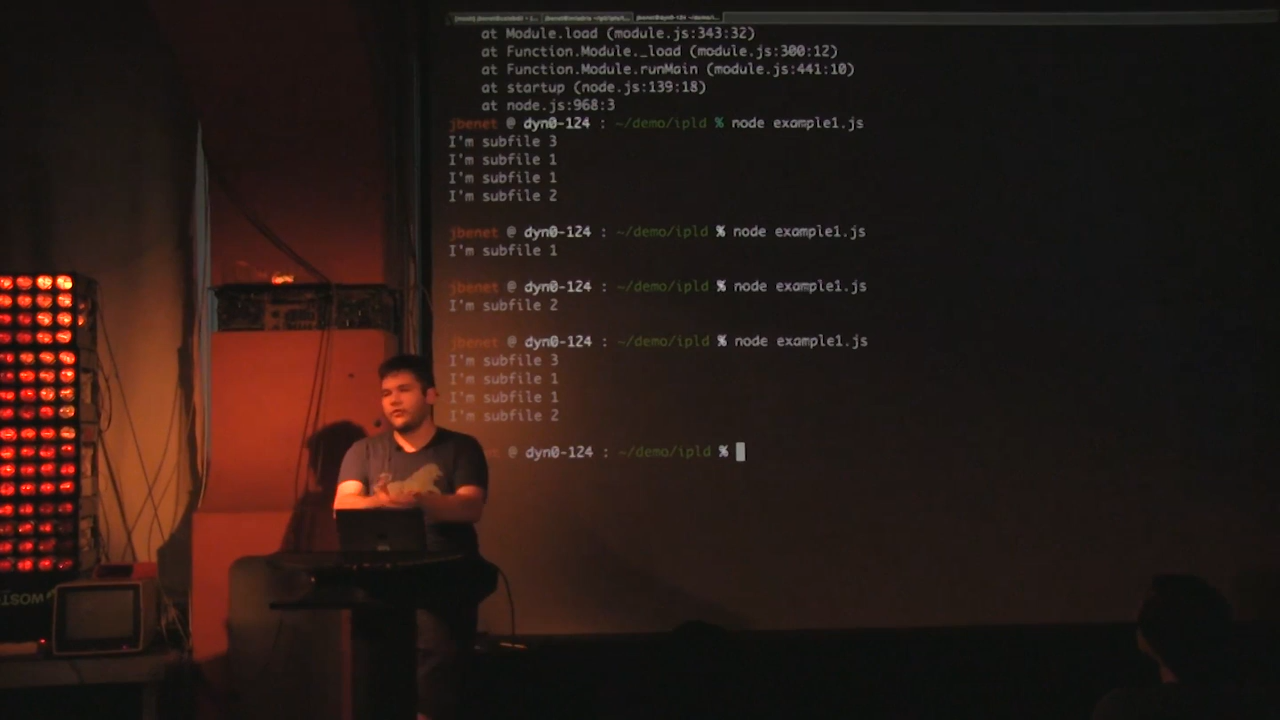 at Module.load (module.js:343:32)
at Function.Module._load (module.js:300:12)
at Function.Module.runMain (module.js:441:10)
at startup (node.js:139:18)
at node.js:968:3
jbenet @ dyn0-124 : ~/demo/ipld % node example1.js
I'm subfile 3
I'm subfile 1
I'm subfile 1
I'm subfile 2
jbenet @ dyn0-124 : ~/demo/ipld % node example1.js
I'm subfile 1
jbenet @ dyn0-124 : ~/demo/ipld % node example1.js
I'm subfile 2
jbenet @ dyn0-124 : ~/demo/ipld % node example1.js
I'm subfile 3
I'm subfile 1
I'm subfile 1
I'm subfile 2
@ dyn0-124 : ~/demo/ipld %